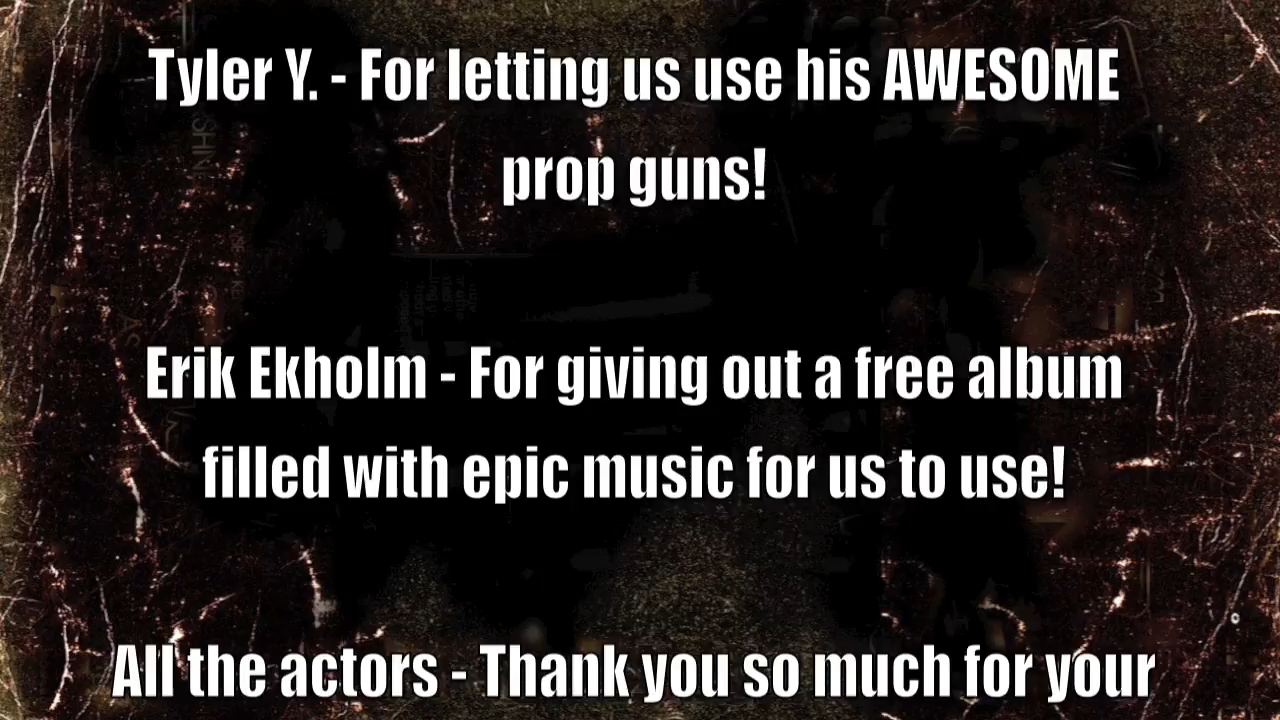 Tyler Y. - For letting us use his AWESOME
prop guns!
Erik Ekholm - For giving out a free album
filled with epic music for us to use!
All the actors - Thank you so much for your